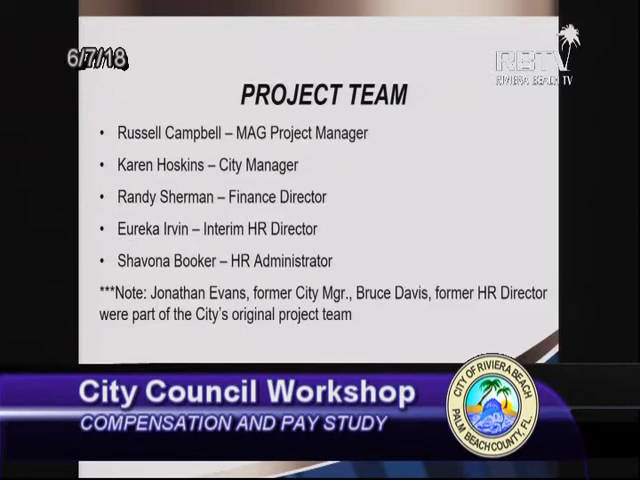 6/7/18
RBTV
RIVIERA BEACH TV
PROJECT TEAM
• Russell Campbell – MAG Project Manager
• Karen Hoskins – City Manager
• Randy Sherman – Finance Director
• Eureka Irvin – Interim HR Director
• Shavona Booker – HR Administrator
***Note: Jonathan Evans, former City Mgr., Bruce Davis, former HR Director
were part of the City's original project team
City Council Workshop
COMPENSATION AND PAY STUDY
CITY OF RIVIERA BEACH
PALM BEACH COUNTY, FL.